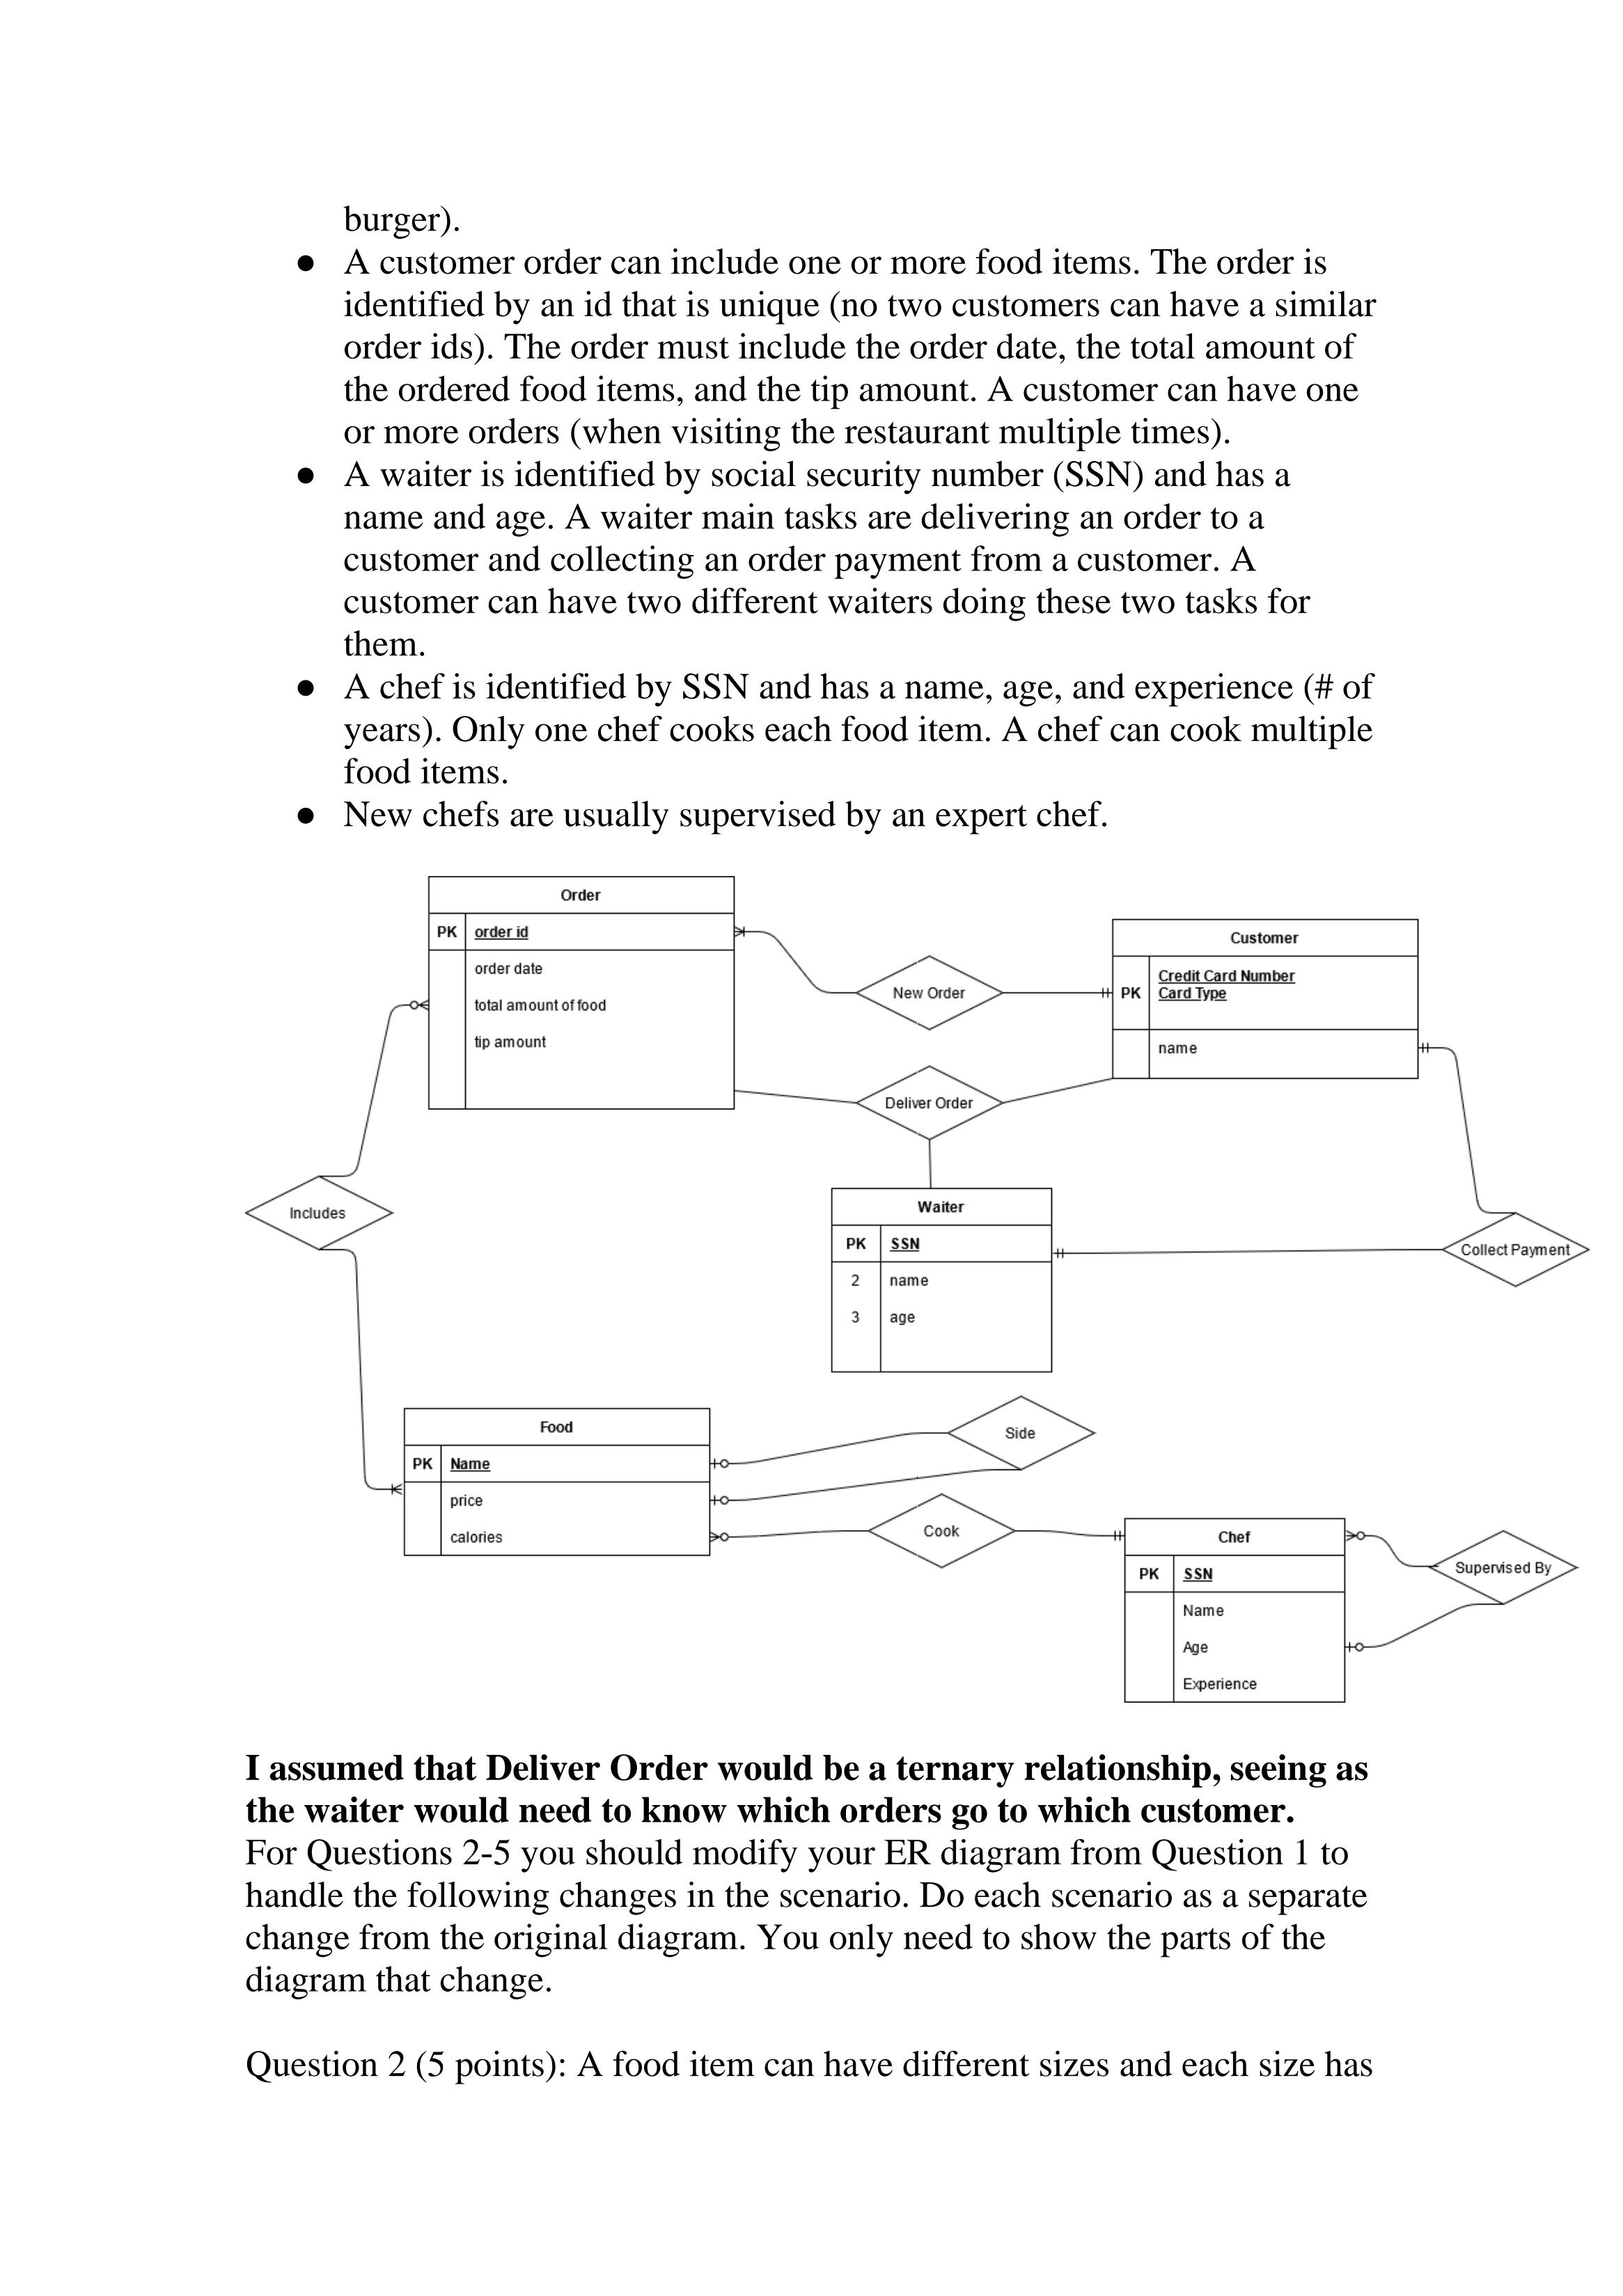 burger).
● A customer order can include one or more food items. The order is
identified by an id that is unique (no two customers can have a similar
order ids). The order must include the order date, the total amount of
the ordered food items, and the tip amount. A customer can have one
or more orders (when visiting the restaurant multiple times).
● A waiter is identified by social security number (SSN) and has a
name and age. A waiter main tasks are delivering an order to a
customer and collecting an order payment from a customer. A
customer can have two different waiters doing these two tasks for
them.
● A chef is identified by SSN and has a name, age, and experience (# of
years). Only one chef cooks each food item. A chef can cook multiple
food items.
● New chefs are usually supervised by an expert chef.
Order
PK order id
order date
total amount of food
tip amount
New Order
Customer
PK Credit Card Number
Card Type
name
Deliver Order
Includes
Waiter
PK SSN
2 name
3 age
Collect Payment
Food
PK Name
price
calories
Side
Cook
Chef
PK SSN
Name
Age
Experience
Supervised By
I assumed that Deliver Order would be a ternary relationship, seeing as
the waiter would need to know which orders go to which customer.
For Questions 2-5 you should modify your ER diagram from Question 1 to
handle the following changes in the scenario. Do each scenario as a separate
change from the original diagram. You only need to show the parts of the
diagram that change.
Question 2 (5 points): A food item can have different sizes and each size has